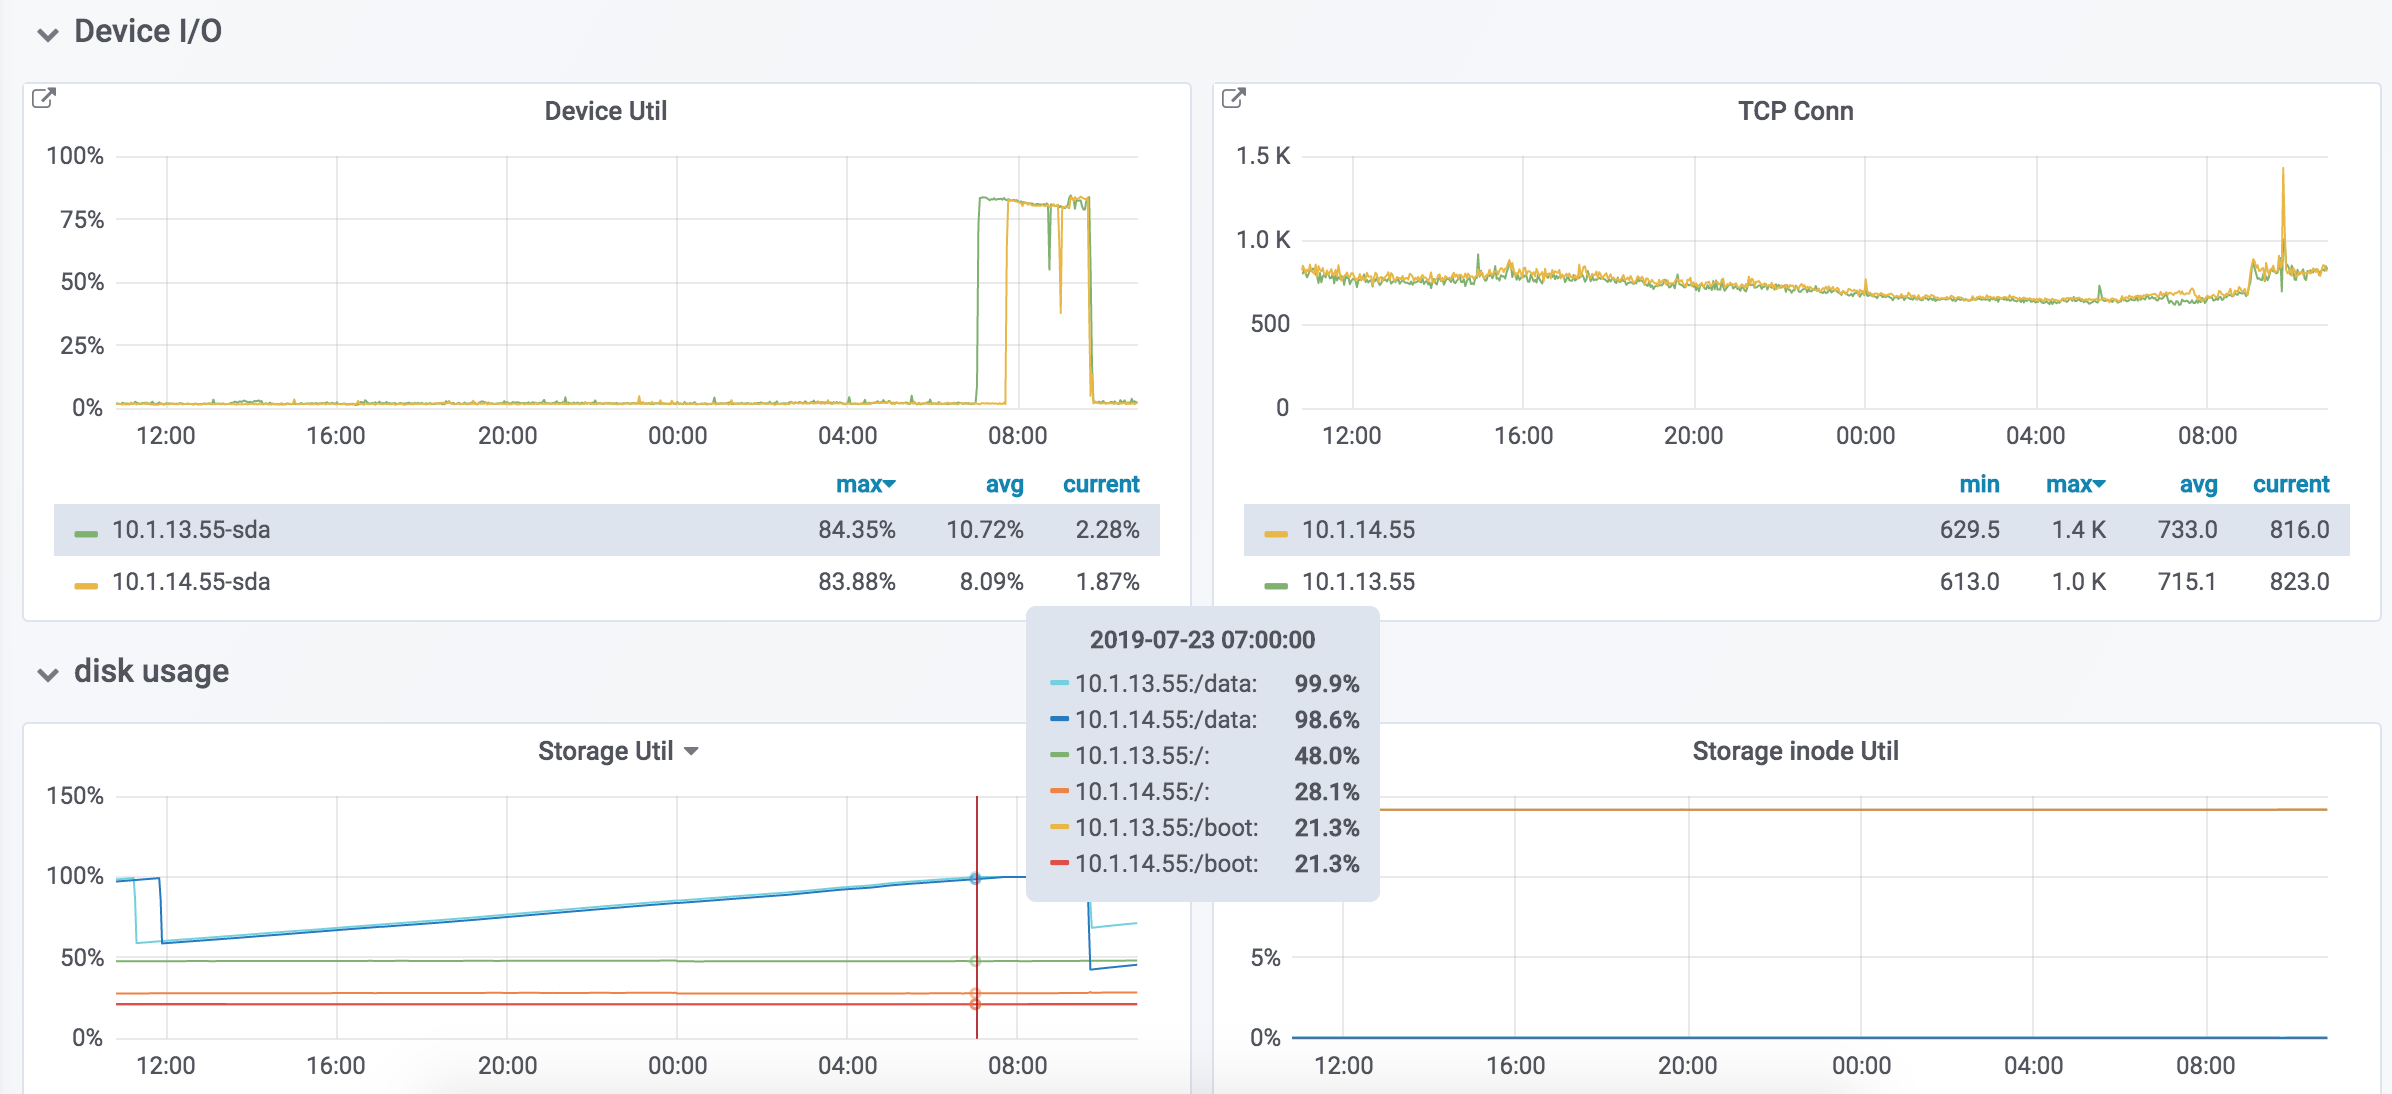 Device I/O
Device Util
100%
75%
50%
25%
0%
12:00 16:00 20:00 00:00 04:00 08:00
max avg current
10.1.13.55-sda 84.35% 10.72% 2.28%
10.1.14.55-sda 83.88% 8.09% 1.87%
TCP Conn
1.5 K
1.0 K
500
0
12:00 16:00 20:00 00:00 04:00 08:00
min max avg current
10.1.14.55 629.5 1.4 K 733.0 816.0
10.1.13.55 613.0 1.0 K 715.1 823.0
disk usage
Storage Util
150%
100%
50%
0%
12:00 16:00 20:00 00:00 04:00 08:00
2019-07-23 07:00:00
10.1.13.55:/data: 99.9%
10.1.14.55:/data: 98.6%
10.1.13.55:/: 48.0%
10.1.14.55:/: 28.1%
10.1.13.55:/boot: 21.3%
10.1.14.55:/boot: 21.3%
Storage inode Util
5%
0%
12:00 16:00 20:00 00:00 04:00 08:00